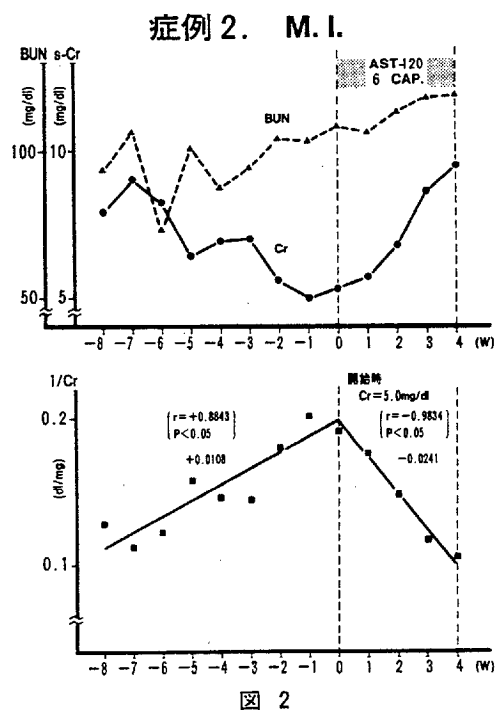 症例 2. M. I.
BUN s-Cr
(mg/dl) (mg/dl)
AST-120
6 CAP.
BUN
100 10
Cr
50 5
-8 -7 -6 -5 -4 -3 -2 -1 0 1 2 3 4 (W)
1/Cr
(dl/mg)
開始時
Cr=5.0mg/dl
0.2
r=+0.8843
P<0.05
+0.0108
r=-0.9834
P<0.05
-0.0241
0.1
-8 -7 -6 -5 -4 -3 -2 -1 0 1 2 3 4 (W)
図 2